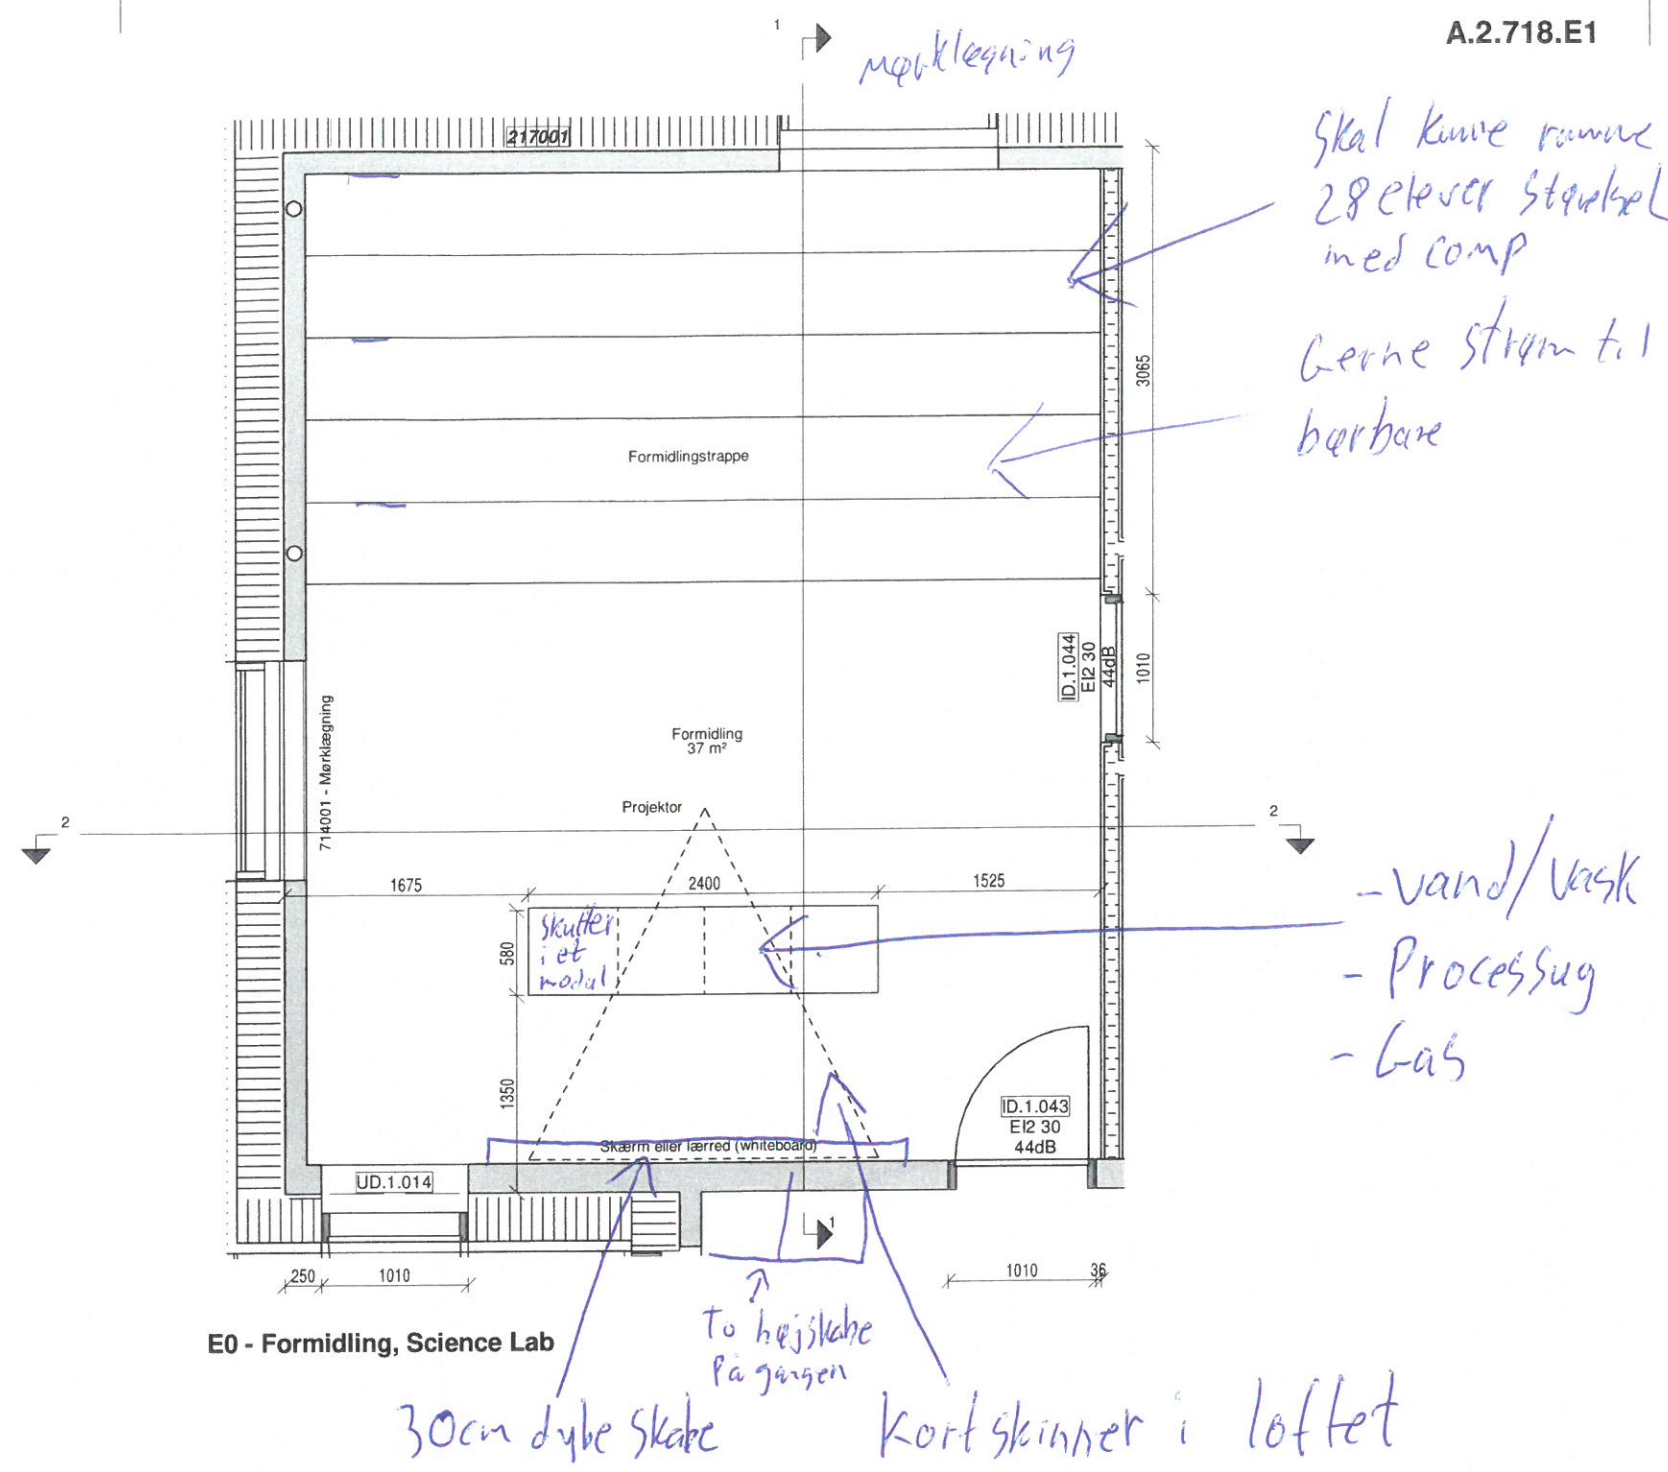 1
A.2.718.E1
Mørklægning
217001
Skal kunne rumme
28 elever
med comp
Gerne strøm til
bærbare
3065
Formidlingstrappe
ID.1.044
EI2 30
44dB
1010
714001 - Mørklægning
Formidling
37 m²
Projektor
2
2
1675
2400
1525
- Vand/Vask
- Processug
- Gas
Skuffer
i et
modul
580
1350
ID.1.043
EI2 30
44dB
Skærm eller lærred (whiteboard)
UD.1.014
1
250
1010
1010
36
To højskabe
På gangen
E0 - Formidling, Science Lab
30cm dybe skabe
Kortskinner i loftet